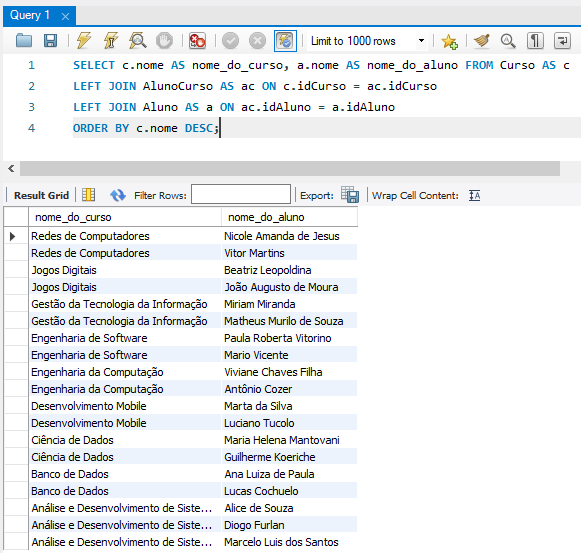 Query 1
Limit to 1000 rows
1 SELECT c.nome AS nome_do_curso, a.nome AS nome_do_aluno FROM Curso AS c
2 LEFT JOIN AlunoCurso AS ac ON c.idCurso = ac.idCurso
3 LEFT JOIN Aluno AS a ON ac.idAluno = a.idAluno
4 ORDER BY c.nome DESC;
Result Grid Filter Rows: Export: Wrap Cell Content:
nome_do_curso nome_do_aluno
Redes de Computadores Nicole Amanda de Jesus
Redes de Computadores Vitor Martins
Jogos Digitais Beatriz Leopoldina
Jogos Digitais João Augusto de Moura
Gestão da Tecnologia da Informação Miriam Miranda
Gestão da Tecnologia da Informação Matheus Murilo de Souza
Engenharia de Software Paula Roberta Vitorino
Engenharia de Software Mario Vicente
Engenharia da Computação Viviane Chaves Filha
Engenharia da Computação Antônio Cozer
Desenvolvimento Mobile Marta da Silva
Desenvolvimento Mobile Luciano Tucolo
Ciência de Dados Maria Helena Mantovani
Ciência de Dados Guilherme Koeriche
Banco de Dados Ana Luiza de Paula
Banco de Dados Lucas Cochuelo
Análise e Desenvolvimento de Siste... Alice de Souza
Análise e Desenvolvimento de Siste... Diogo Furlan
Análise e Desenvolvimento de Siste... Marcelo Luis dos Santos